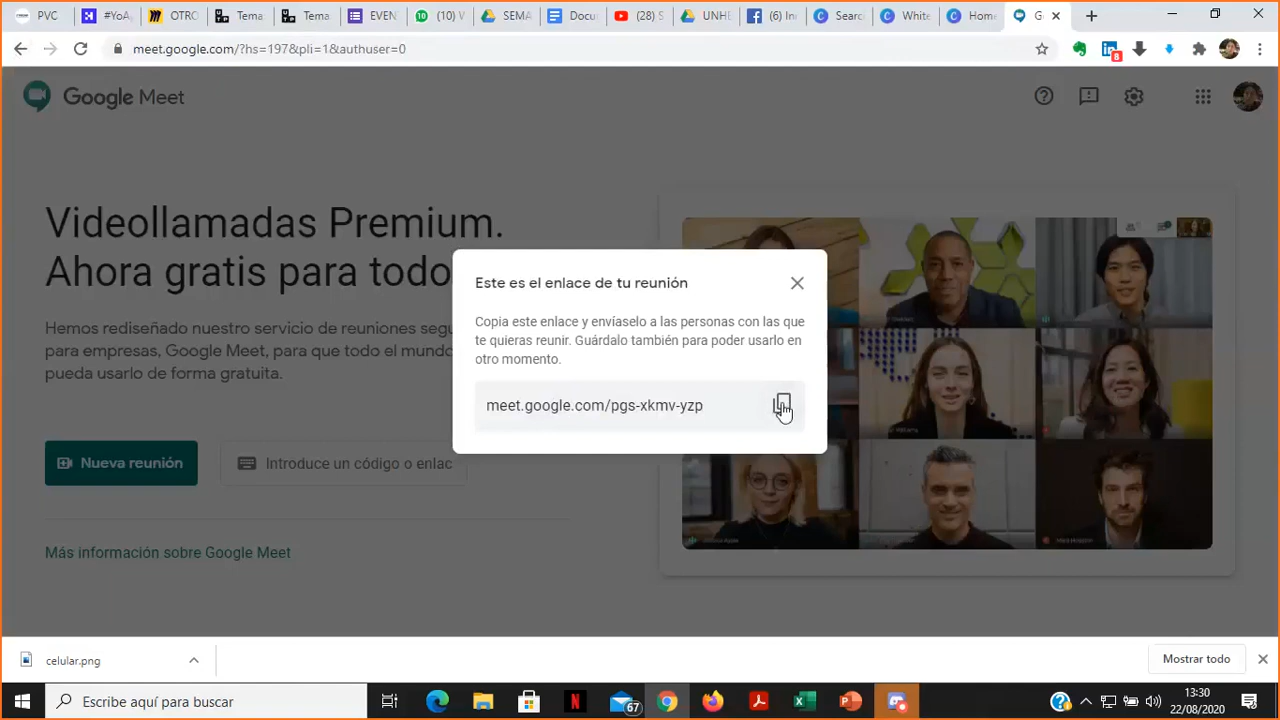 PVC
#YoA
OTRO
Tema
Tema
EVEN
(10) V
SEMA
Docu
(28) S
UNHE
(6) In
Searc
White
Home
G
meet.google.com/?hs=197&pli=1&authuser=0
8
Google Meet
Videollamadas Premium.
Ahora gratis para todo
Hemos rediseñado nuestro servicio de reuniones segu
para empresas, Google Meet, para que todo el mundo
pueda usarlo de forma gratuita.
Nueva reunión
Introduce un código o enlac
Más información sobre Google Meet
Este es el enlace de tu reunión
Copia este enlace y envíaselo a las personas con las que
te quieras reunir. Guárdalo también para poder usarlo en
otro momento.
meet.google.com/pgs-xkmv-yzp
celular.png
Mostrar todo
Escribe aquí para buscar
67
13:30
22/08/2020